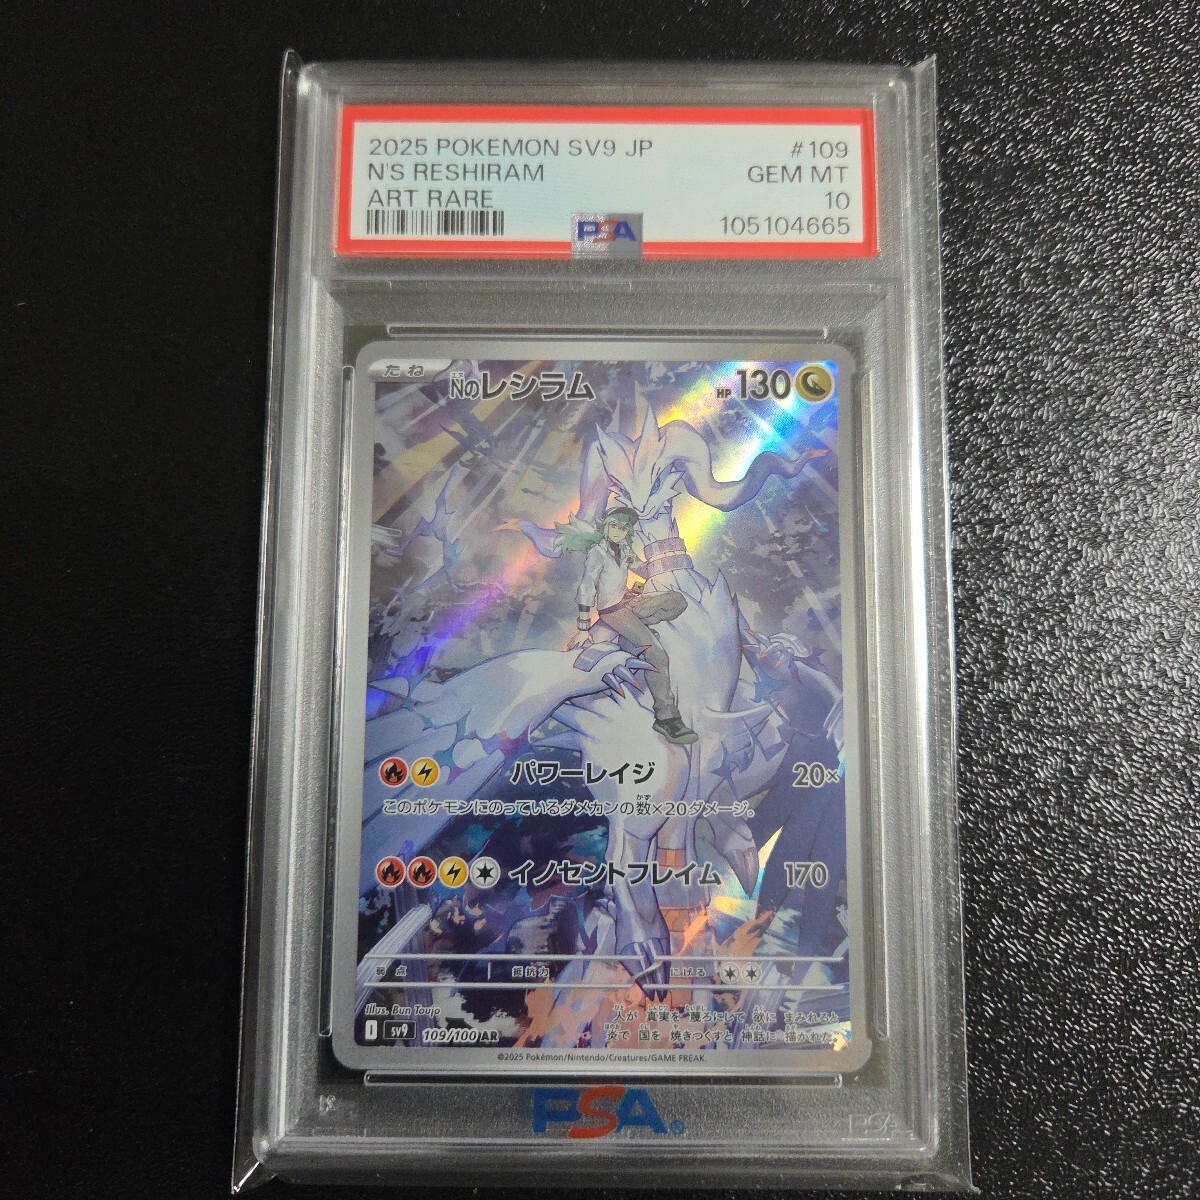 2025 POKEMON SV9 JP #109
N'S RESHIRAM GEM MT
ART RARE 10
PSA 105104665
たね Nのレシラム HP 130
パワーレイジ 20×
このポケモンにのっているダメカンの数×20ダメージ。
イノセントフレイム 170
弱点 抵抗力 にげる
Illus. Bun Toujo
人が 真実を 蔑ろにして 欲に まみれると
炎で 国を 焼きつくすと 神話に 描かれた。
I SV9 109/100 AR
©2025 Pokémon/Nintendo/Creatures/GAME FREAK.
PSA®